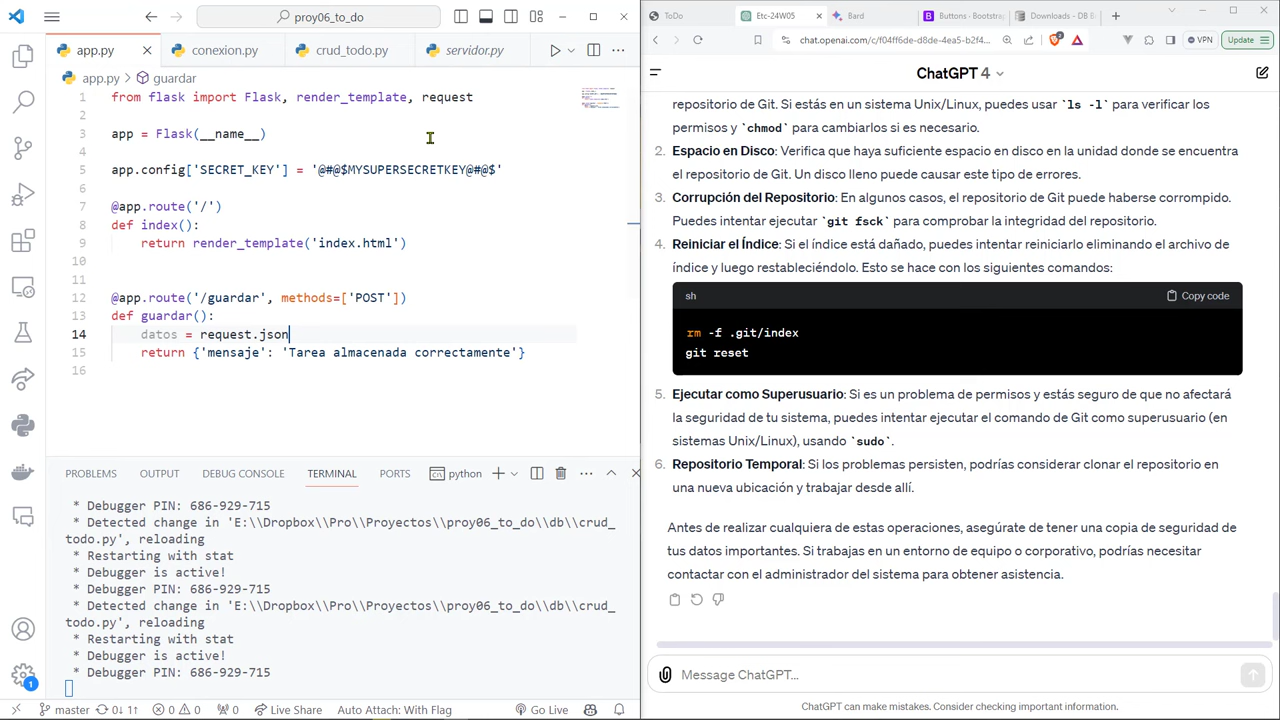 proy06_to_do
app.py
conexion.py
crud_todo.py
servidor.py
app.py > guardar
1 from flask import Flask, render_template, request
2
3 app = Flask(__name__)
4
5 app.config['SECRET_KEY'] = '@#@$MYSUPERSECRETKEY@#@$'
6
7 @app.route('/')
8 def index():
9 return render_template('index.html')
10
11
12 @app.route('/guardar', methods=['POST'])
13 def guardar():
14 datos = request.json
15 return {'mensaje': 'Tarea almacenada correctamente'}
16
PROBLEMS OUTPUT DEBUG CONSOLE TERMINAL PORTS python
* Debugger PIN: 686-929-715
* Detected change in 'E:\\Dropbox\\Pro\\Proyectos\\proy06_to_do\\db\\crud_
todo.py', reloading
* Restarting with stat
* Debugger is active!
* Debugger PIN: 686-929-715
* Detected change in 'E:\\Dropbox\\Pro\\Proyectos\\proy06_to_do\\db\\crud_
todo.py', reloading
* Restarting with stat
* Debugger is active!
* Debugger PIN: 686-929-715
1
master 0↓ 1↑ 0 0 0 Live Share Auto Attach: With Flag Go Live
ToDo
Etc-24W05
Bard
Buttons · Bootstrap
Downloads - DB B
chat.openai.com/c/f04ff6de-d8de-4ea5-b2f4...
VPN
Update
ChatGPT 4
repositorio de Git. Si estás en un sistema Unix/Linux, puedes usar `ls -l` para verificar los
permisos y `chmod` para cambiarlos si es necesario.
2. Espacio en Disco: Verifica que haya suficiente espacio en disco en la unidad donde se encuentra
el repositorio de Git. Un disco lleno puede causar este tipo de errores.
3. Corrupción del Repositorio: En algunos casos, el repositorio de Git puede haberse corrompido.
Puedes intentar ejecutar `git fsck` para comprobar la integridad del repositorio.
4. Reiniciar el Índice: Si el índice está dañado, puedes intentar reiniciarlo eliminando el archivo de
índice y luego restableciéndolo. Esto se hace con los siguientes comandos:
sh
Copy code
rm -f .git/index
git reset
5. Ejecutar como Superusuario: Si es un problema de permisos y estás seguro de que no afectará
la seguridad de tu sistema, puedes intentar ejecutar el comando de Git como superusuario (en
sistemas Unix/Linux), usando `sudo`.
6. Repositorio Temporal: Si los problemas persisten, podrías considerar clonar el repositorio en
una nueva ubicación y trabajar desde allí.
Antes de realizar cualquiera de estas operaciones, asegúrate de tener una copia de seguridad de
tus datos importantes. Si trabajas en un entorno de equipo o corporativo, podrías necesitar
contactar con el administrador del sistema para obtener asistencia.
Message ChatGPT...
ChatGPT can make mistakes. Consider checking important information.